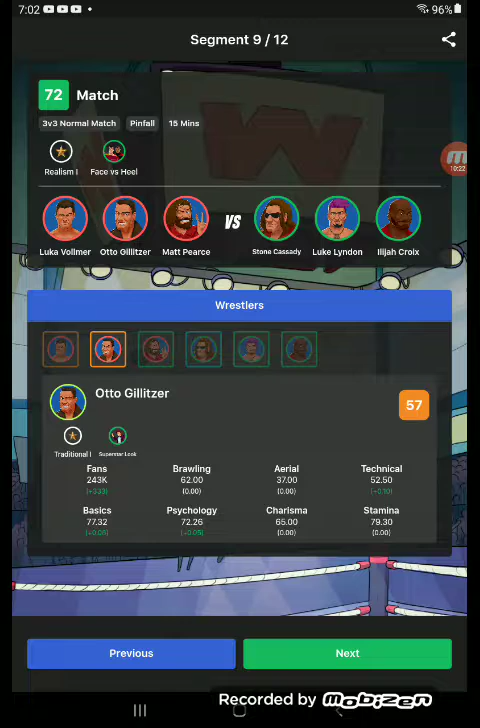 7:02
96%
Segment 9 / 12
72 Match
3v3 Normal Match Pinfall 15 Mins
Realism I Face vs Heel
10:22
VS
Luka Vollmer Otto Gillitzer Matt Pearce Stone Cassady Luke Lyndon Ilijah Croix
Wrestlers
Otto Gillitzer
57
Traditional I Superstar Look
Fans Brawling Aerial Technical
243K 62.00 37.00 52.50
(+333) (0.00) (0.00) (+0.10)
Basics Psychology Charisma Stamina
77.32 72.26 65.00 79.30
(+0.05) (+0.05) (0.00) (0.00)
Previous Next
Recorded by Mobizen